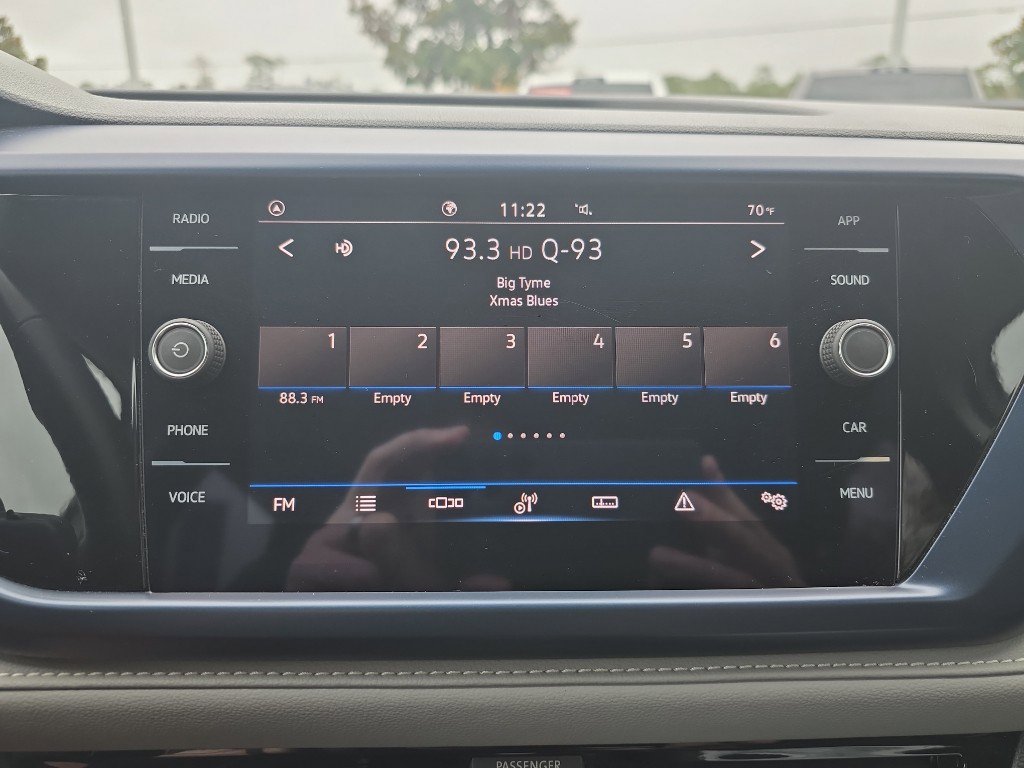 RADIO
MEDIA
PHONE
VOICE
11:22
70°F
HD
93.3 HD Q-93
Big Tyme
Xmas Blues
1 2 3 4 5 6
88.3 FM Empty Empty Empty Empty Empty
FM
APP
SOUND
CAR
MENU
PASSENGER